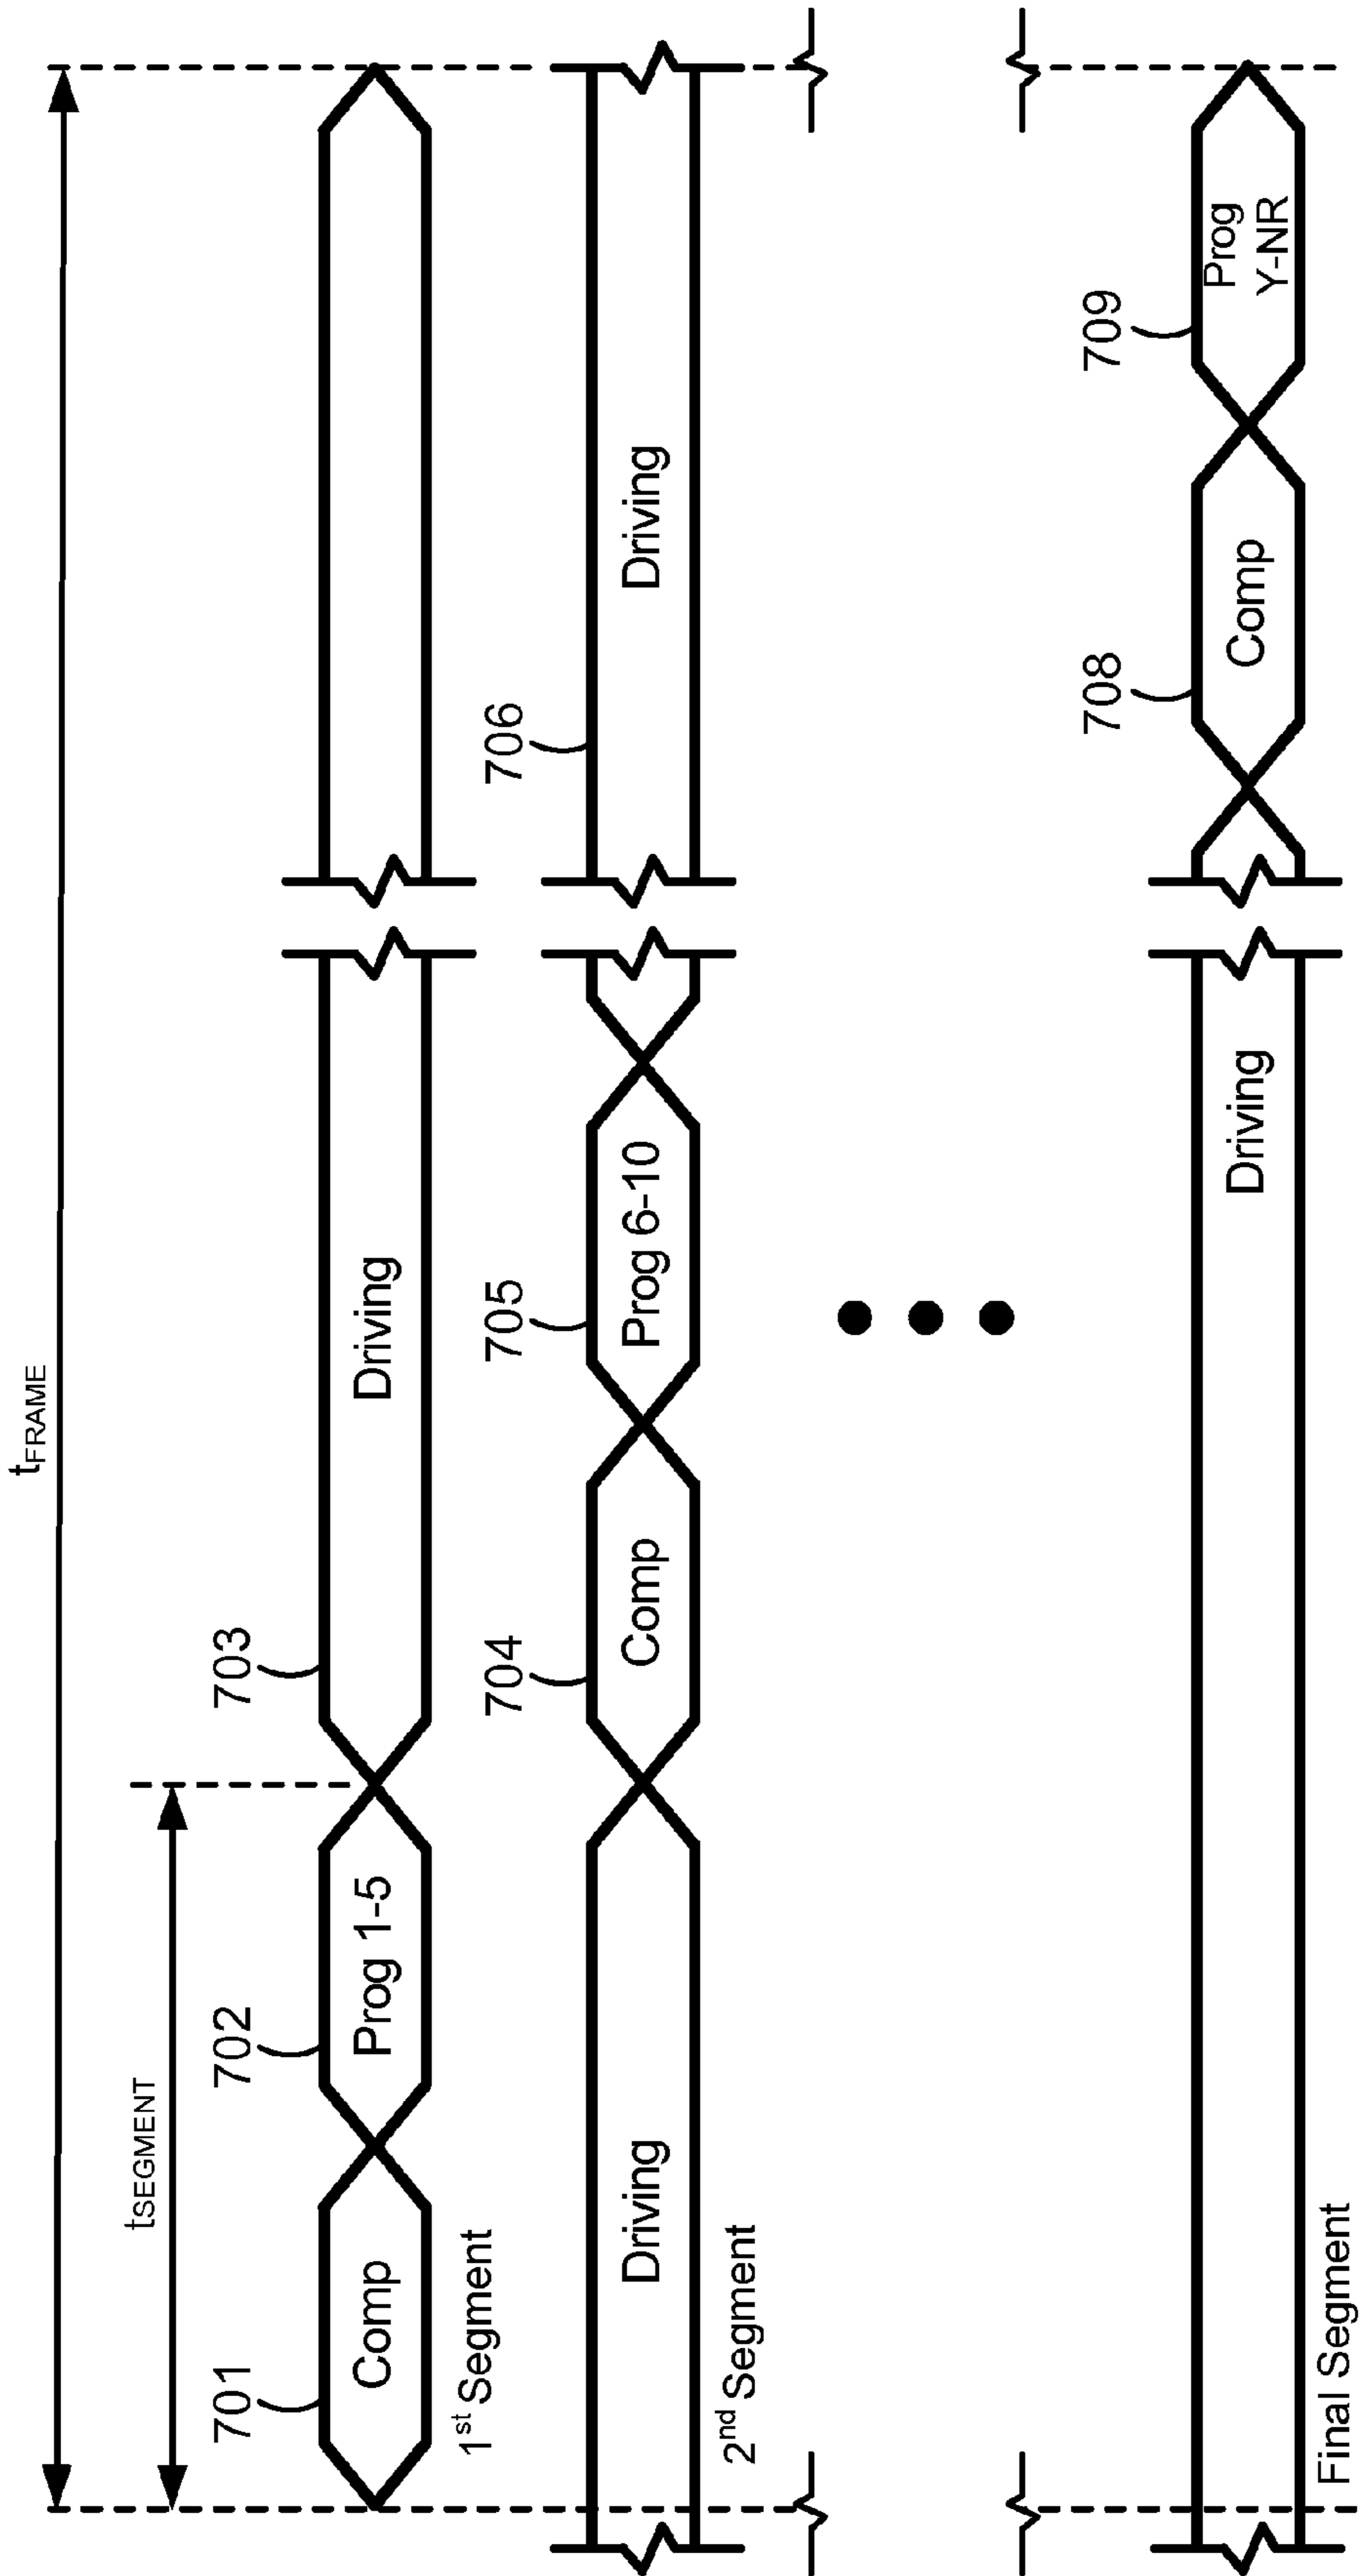 tFRAME
tSEGMENT
701
702
703
Comp
Prog 1-5
Driving
1st Segment
704
705
706
Driving
Comp
Prog 6-10
Driving
2nd Segment
708
709
Driving
Comp
Prog
Y-NR
Final Segment